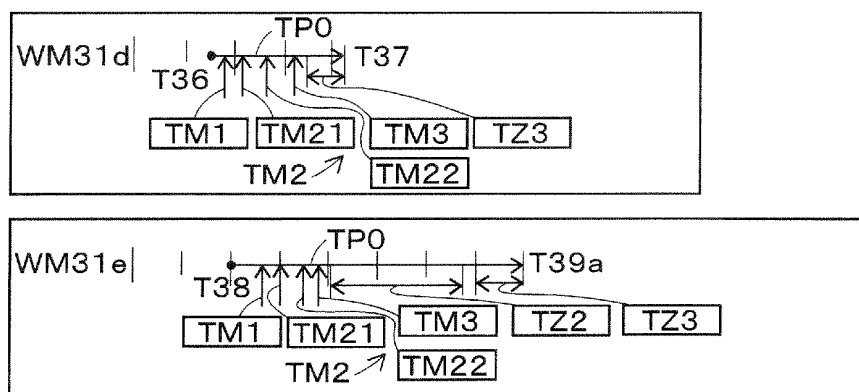 TP0
WM31d
T36
T37
TM1 TM21 TM3 TZ3
TM2
TM22
TP0
WM31e
T38
T39a
TM1 TM21 TM3 TZ2 TZ3
TM2
TM22